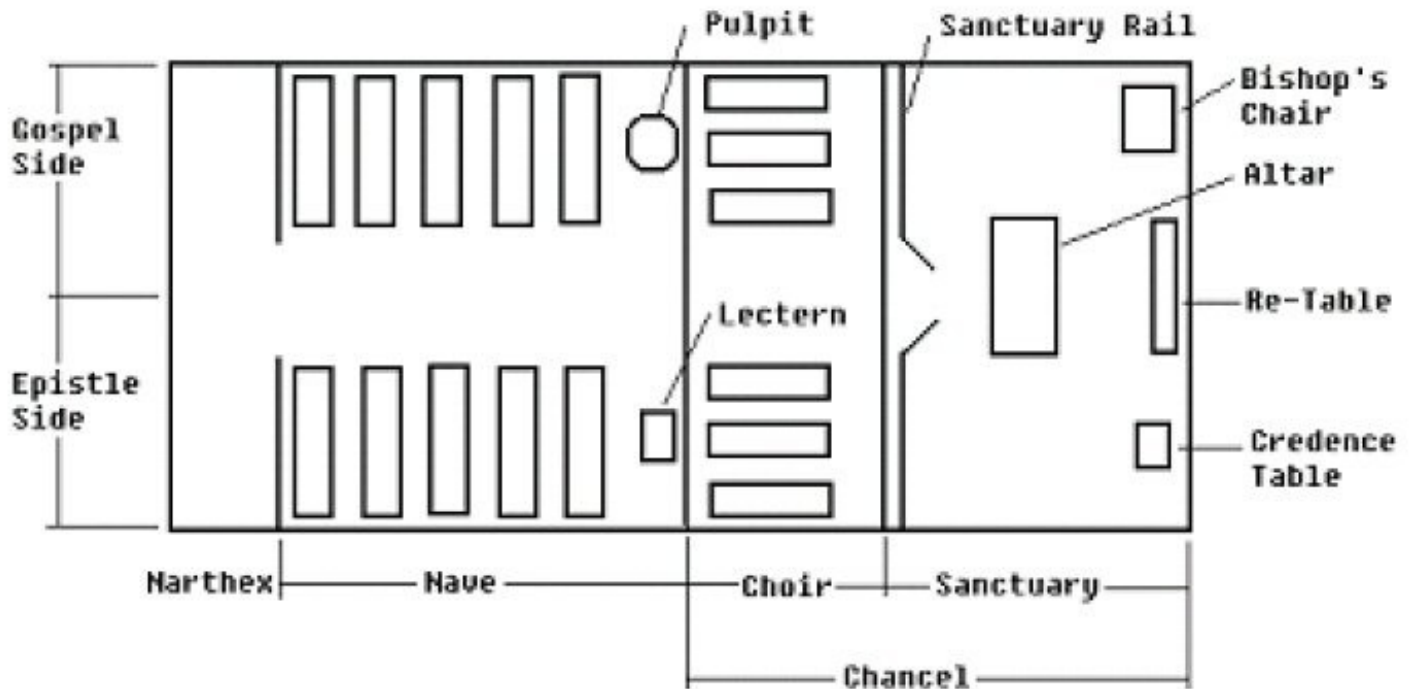 Pulpit
Sanctuary Rail
Bishop's
Chair
Gospel
Side
Altar
Lectern
Re-Table
Epistle
Side
Credence
Table
Narthex
Nave
Choir
Sanctuary
Chancel